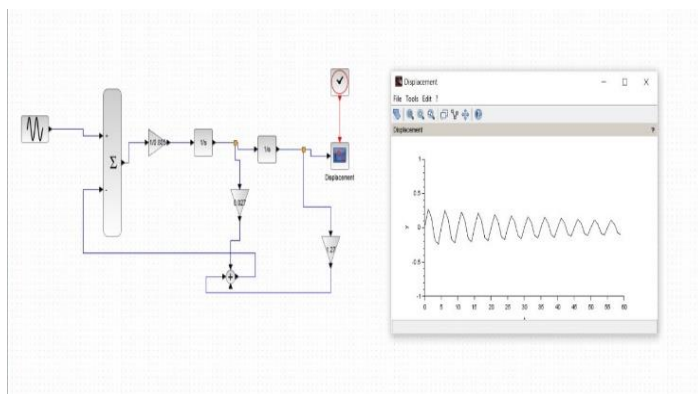 Displacement
File Tools Edit ?
Displacement
?
+
Σ
-
1/s
1/s
Displacement
1
0.5
0
-0.5
-1
0 5 10 15 20 25 30 35 40 45 50 55 60
y